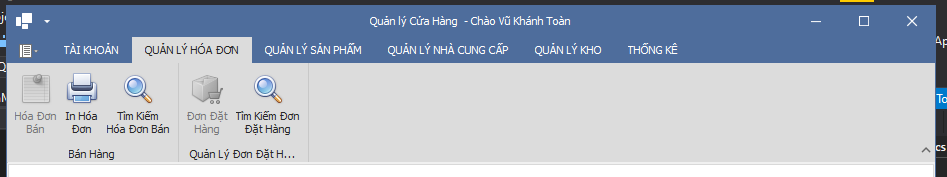 Quản lý Cửa Hàng - Chào Vũ Khánh Toàn
TÀI KHOẢN QUẢN LÝ HÓA ĐƠN QUẢN LÝ SẢN PHẨM QUẢN LÝ NHÀ CUNG CẤP QUẢN LÝ KHO THỐNG KÊ
Hóa Đơn Bán
In Hóa Đơn
Tìm Kiếm Hóa Đơn Bán
Đơn Đặt Hàng
Tìm Kiếm Đơn Đặt Hàng
Bán Hàng
Quản Lý Đơn Đặt H...
To
cs